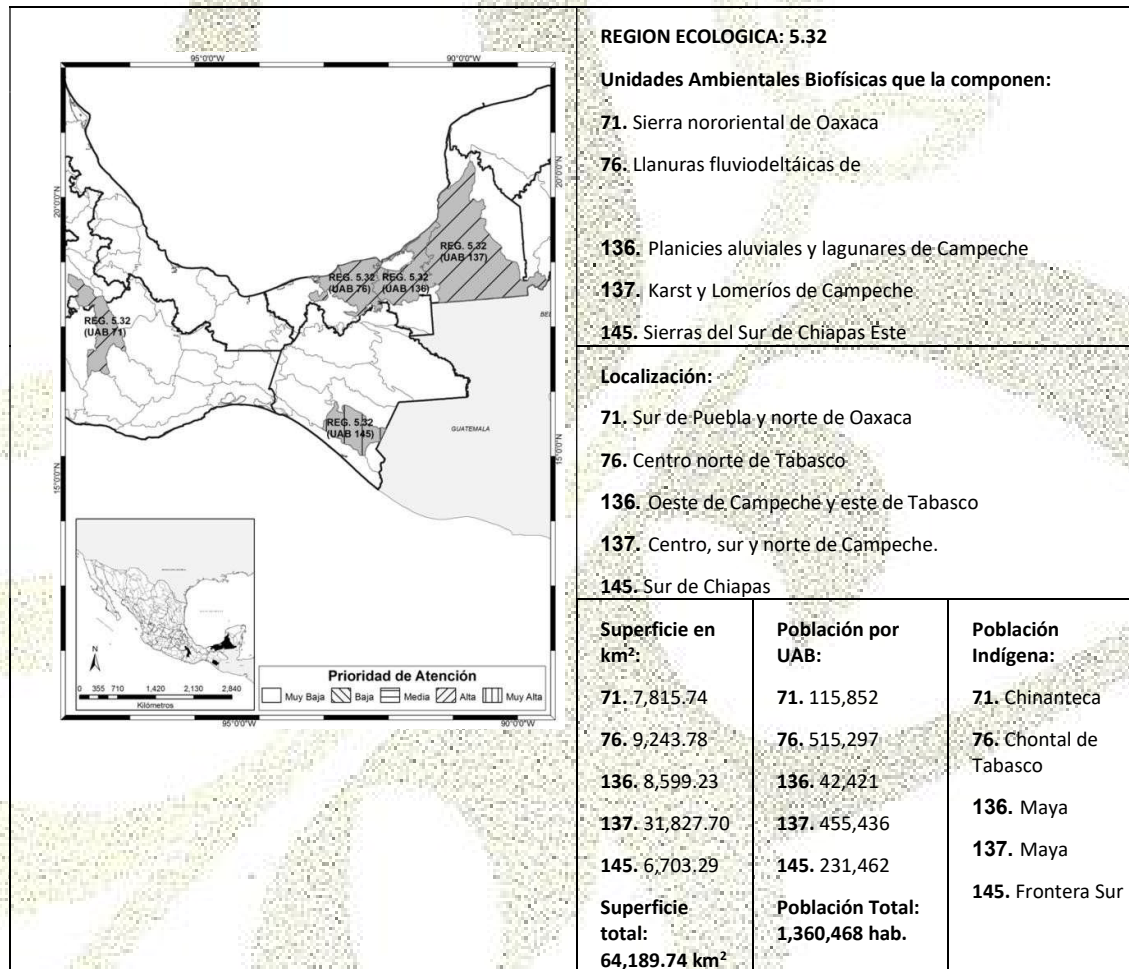 95°0'0"W 90°0'0"W
20°0'0"N
20°0'0"N
15°0'0"N
15°0'0"N
REG. 5.32
(UAB 137)
REG. 5.32
(UAB 76)
REG. 5.32
(UAB 136)
REG. 5.32
(UAB 71)
REG. 5.32
(UAB 145)
GUATEMALA
N
0 355 710 1,420 2,130 2,840
Kilómetros
Prioridad de Atención
Muy Baja Baja Media Alta Muy Alta
95°0'0"W 90°0'0"W
REGION ECOLOGICA: 5.32
Unidades Ambientales Biofísicas que la componen:
71. Sierra nororiental de Oaxaca
76. Llanuras fluviodeltáicas de
136. Planicies aluviales y lagunares de Campeche
137. Karst y Lomeríos de Campeche
145. Sierras del Sur de Chiapas Este
Localización:
71. Sur de Puebla y norte de Oaxaca
76. Centro norte de Tabasco
136. Oeste de Campeche y este de Tabasco
137. Centro, sur y norte de Campeche.
145. Sur de Chiapas
Superficie en
km²:
71. 7,815.74
76. 9,243.78
136. 8,599.23
137. 31,827.70
145. 6,703.29
Superficie
total:
64,189.74 km²
Población por
UAB:
71. 115,852
76. 515,297
136. 42,421
137. 455,436
145. 231,462
Población Total:
1,360,468 hab.
Población
Indígena:
71. Chinanteca
76. Chontal de
Tabasco
136. Maya
137. Maya
145. Frontera Sur